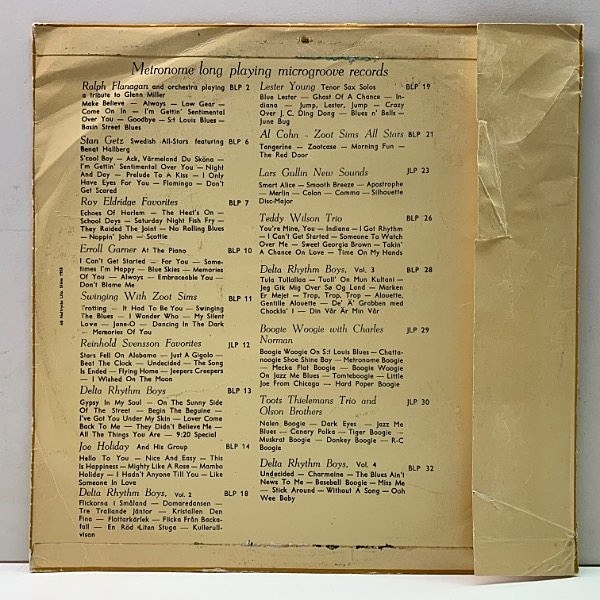 Metronome long playing microgroove records
Ralph Flanagan and orchestra playing BLP 2
a tribute to Glenn Miller
Make Believe — Always — Low Gear —
Come On In — I'm Gettin' Sentimental
Over You — Goodbye — S:t Louis Blues —
Basin Street Blues
Stan Getz Swedish All-Stars featuring BLP 6
Bengt Hallberg
S'cool Boy — Ack, Värmeland Du Sköna —
I'm Gettin' Sentimental Over You — Night
And Day — Prelude To A Kiss — I Only
Have Eyes For You — Flamingo — Don't
Get Scared
Roy Eldridge Favorites BLP 7
Echoes Of Harlem — The Heat's On —
School Days — Saturday Night Fish Fry —
They Raided The Joint — No Rolling Blues
— Noppin' John — Scottie
Erroll Garner At The Piano BLP 10
I Can't Get Started — For You — Some-
times I'm Happy — Blue Skies — Memories
Of You — Always — Embraceable You —
Don't Blame Me
Swinging With Zoot Sims BLP 11
Trotting — It Had To Be You — Swinging
The Blues — I Wonder Who — My Silent
Love — Jane-O — Dancing In The Dark
— Memories Of You
Reinhold Svensson Favorites JLP 12
Stars Fell On Alabama — Just A Gigolo —
Beat The Clock — Undecided — The Song
Is Ended — Flying Home — Jeepers Creepers
— I Wished On The Moon
Delta Rhythm Boys BLP 13
Gypsy In My Soul — On The Sunny Side
Of The Street — Begin The Beguine —
I've Got You Under My Skin — Lover Come
Back To Me — They Didn't Believe Me —
All The Things You Are — 9:20 Special
Joe Holiday And His Group BLP 14
Hello To You — Nice And Easy — This
Is Happiness — Mighty Like A Rose — Mambo
Holiday — I Hadn't Anyone Till You — Like
Someone In Love
Delta Rhythm Boys, Vol. 2 BLP 18
Flickorna I Småland — Domaredansen —
Tre Trallande Jäntor — Kristallen Den
Fina — Flottarkärlek — Flicka Från Backa-
fall — En Röd Liten Stuga — Kullerull-
visan
Lester Young Tenor Sax Solos BLP 19
Blue Lester — Ghost Of A Chance — In-
diana — Jump, Lester, Jump — Crazy
Over J. C. Ding Dong — Blues n' Bells —
June Bug
Al Cohn - Zoot Sims All Stars BLP 21
Tangerine — Zootcase — Morning Fun —
The Red Door
Lars Gullin New Sounds JLP 23
Smart Alice — Smooth Breeze — Apostrophe
— Merlin — Colon — Comma — Silhouette
Disc-Major
Teddy Wilson Trio BLP 26
You're Mine, You — Indiana — I Got Rhythm
— I Can't Get Started — Someone To Watch
Over Me — Sweet Georgia Brown — Takin'
A Chance On Love — Time On My Hands
Delta Rhythm Boys, Vol. 3 BLP 28
Tula Tullallaa — Tuoll' On Mun Kultani —
Jeg Gik Mig Over Sø Og Land — Marken
Er Mejet — Trop, Trop, Trop — Alouette,
Gentille Alouette — De' Ä' Grabben med
Chockla' I — Din Vår Är Min Vår
Boogie Woogie with Charles JLP 29
Norman
Boogie Woogie On S:t Louis Blues — Chatta-
nooga Shoe Shine Boy — Metronome Boogie
— Mecka Flat Boogie — Boogie Woogie
On Jazz Me Blues — Tomteboogie — Little
Joe From Chicago — Hard Paper Boogie
Toots Thielemans Trio and JLP 30
Olson Brothers
Nalen Boogie — Dark Eyes — Jazz Me
Blues — Cenary Polka — Tiger Boogie —
Muskrat Boogie — Donkey Boogie — R-C
Boogie
Delta Rhythm Boys, Vol. 4 BLP 32
Undecided — Charmaine — The Blues Ain't
News To Me — Baseball Boogie — Miss Me
— Stick Around — Without A Song — Ooh
Wee Baby